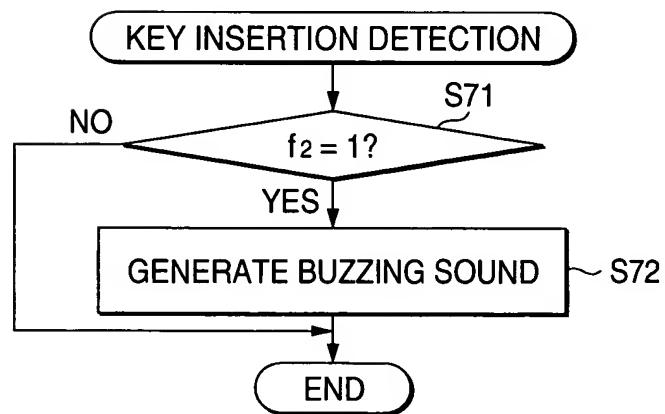 KEY INSERTION DETECTION
S71
NO
f2 = 1?
YES
GENERATE BUZZING SOUND
S72
END